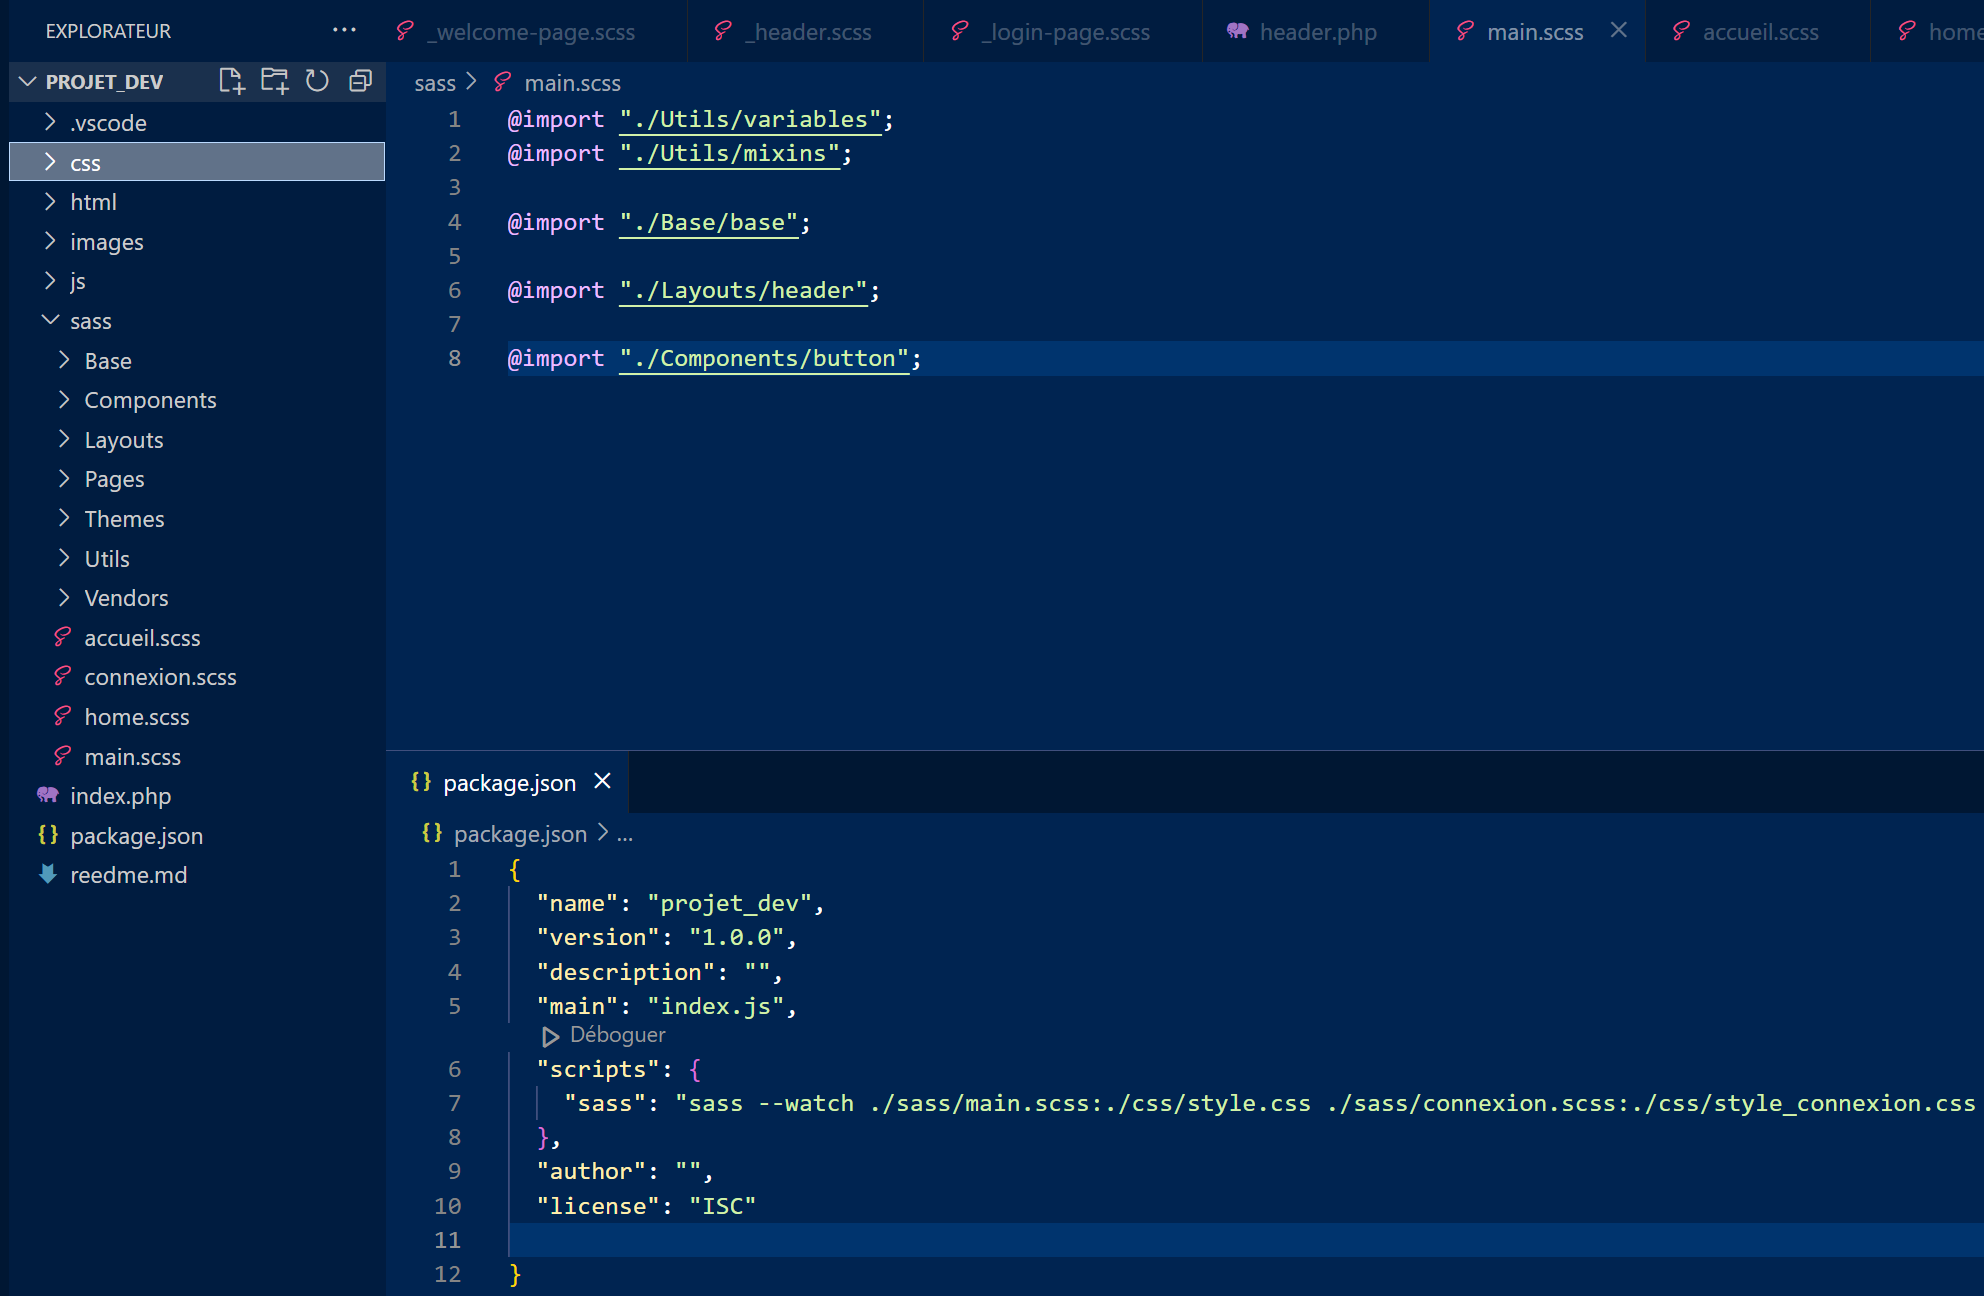 EXPLORATEUR
PROJET_DEV
.vscode
css
html
images
js
sass
Base
Components
Layouts
Pages
Themes
Utils
Vendors
accueil.scss
connexion.scss
home.scss
main.scss
index.php
package.json
reedme.md
_welcome-page.scss
_header.scss
_login-page.scss
header.php
main.scss
accueil.scss
home
sass > main.scss
1 @import "./Utils/variables";
2 @import "./Utils/mixins";
3
4 @import "./Base/base";
5
6 @import "./Layouts/header";
7
8 @import "./Components/button";
package.json
package.json > ...
1 {
2 "name": "projet_dev",
3 "version": "1.0.0",
4 "description": "",
5 "main": "index.js",
Déboguer
6 "scripts": {
7 "sass": "sass --watch ./sass/main.scss:./css/style.css ./sass/connexion.scss:./css/style_connexion.css
8 },
9 "author": "",
10 "license": "ISC"
11
12 }